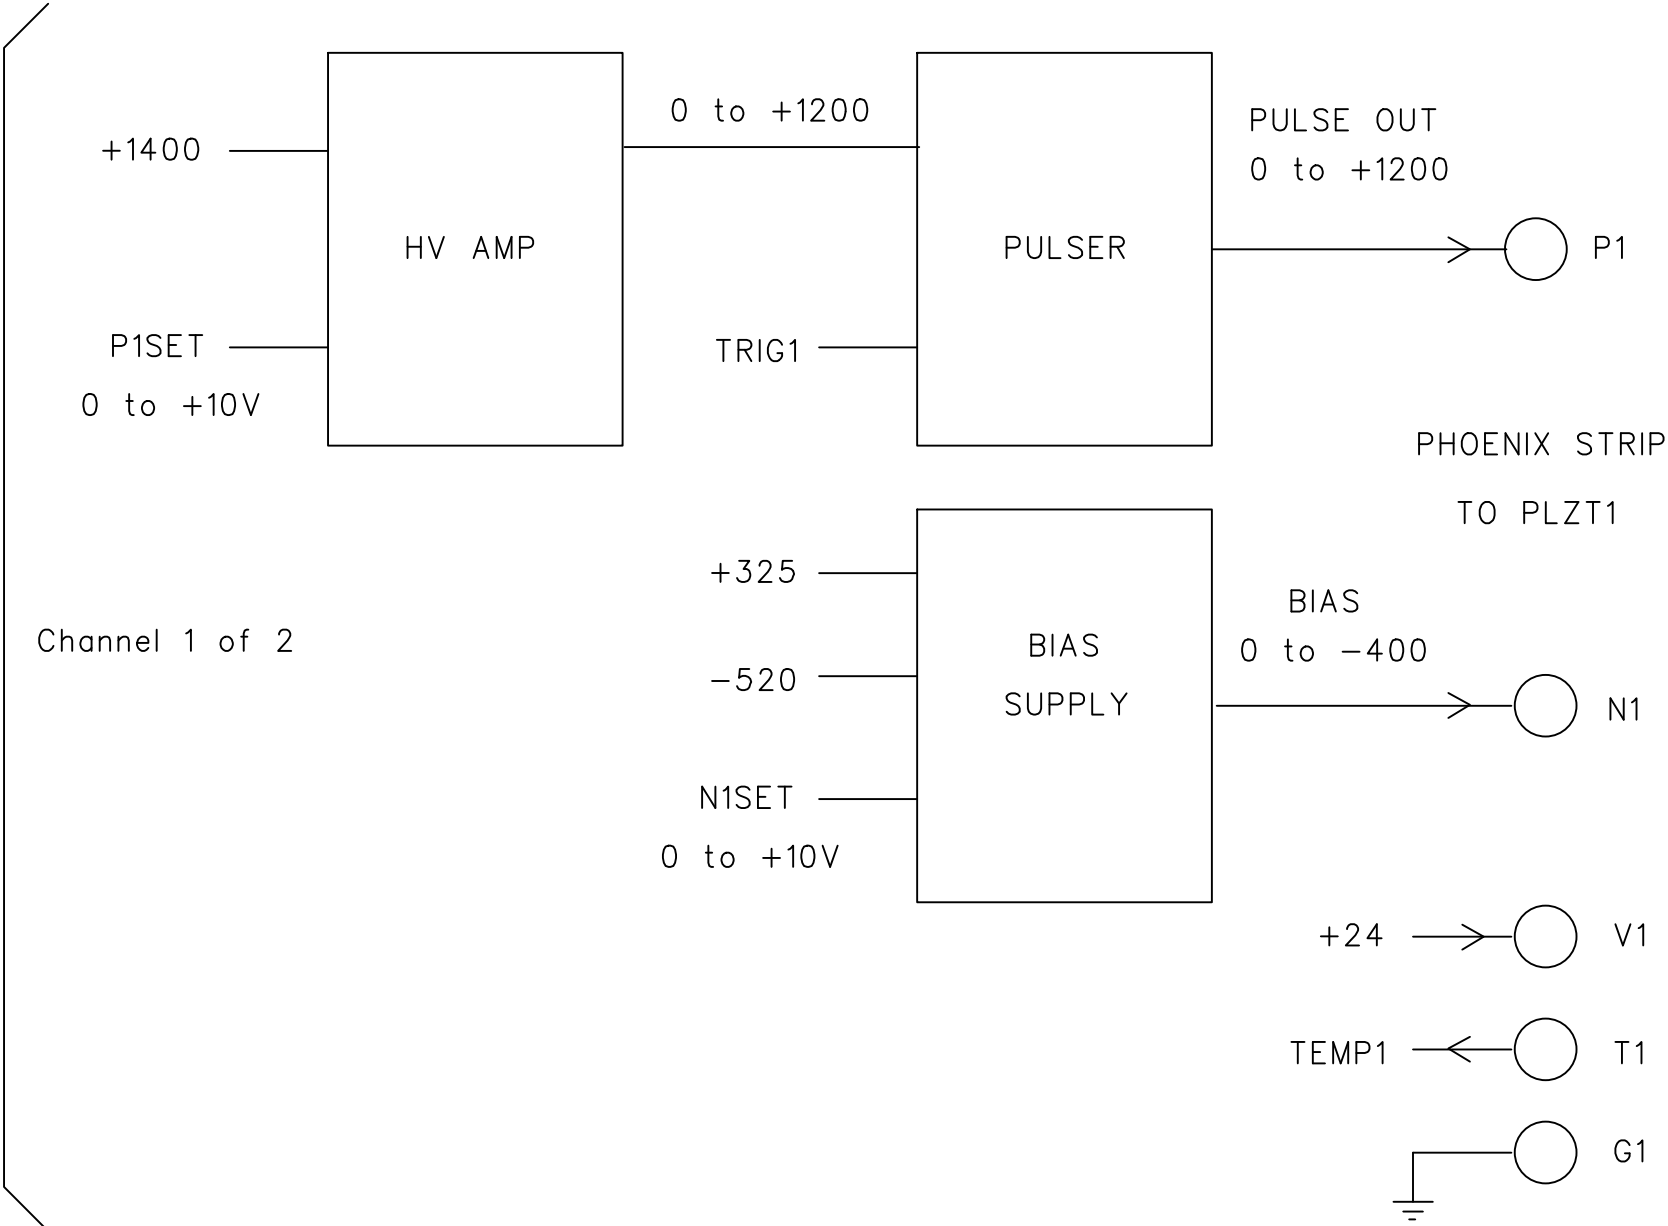 +1400
P1SET
0 to +10V
HV AMP
0 to +1200
TRIG1
PULSER
PULSE OUT
0 to +1200
P1
PHOENIX STRIP
TO PLZT1
Channel 1 of 2
+325
-520
N1SET
0 to +10V
BIAS
SUPPLY
BIAS
0 to -400
N1
+24
V1
TEMP1
T1
G1